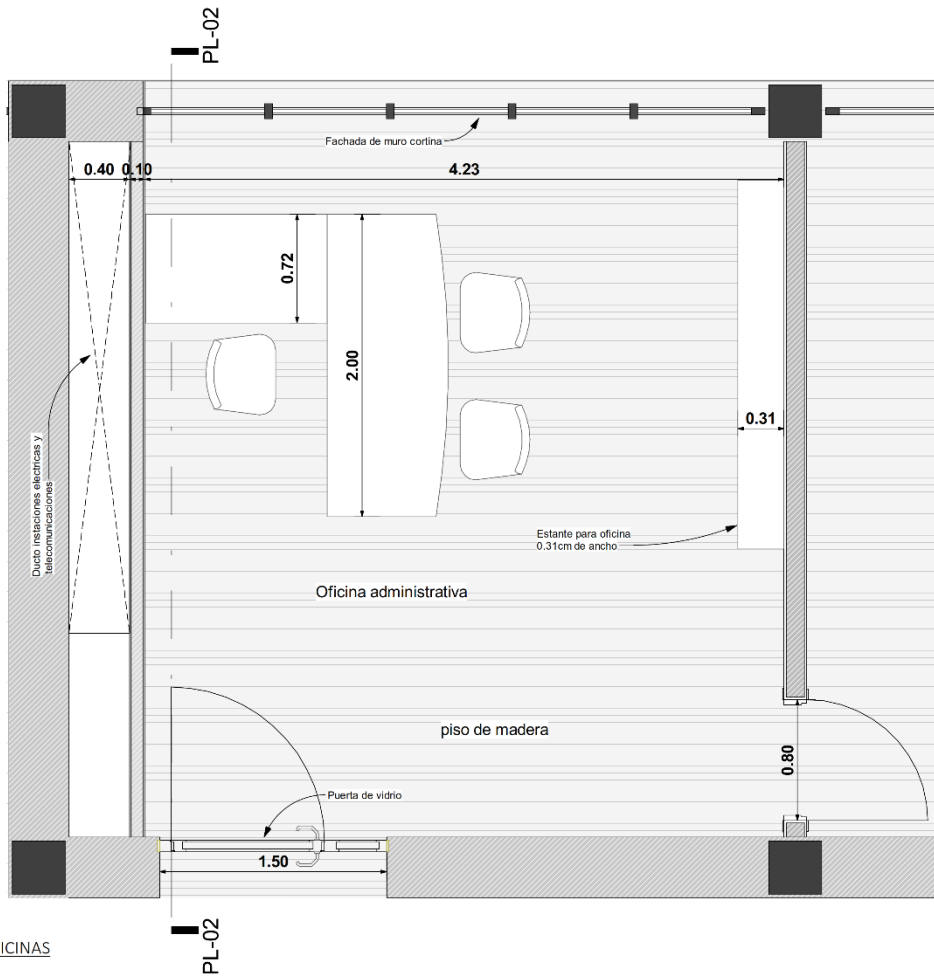 PL-02
Fachada de muro cortina
0.40
0.10
4.23
0.72
2.00
0.31
Ducto instaciones electricas y
telecomunicaciones
Estante para oficina
0.31cm de ancho
Oficina administrativa
piso de madera
0.80
Puerta de vidrio
1.50
PL-02
ICINAS